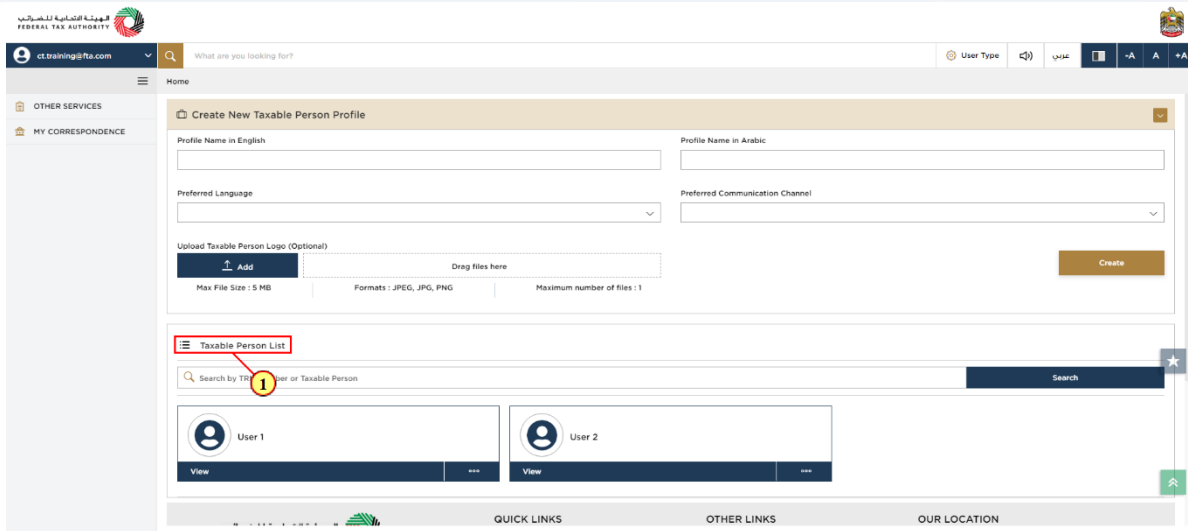 الهيئة الاتحادية للضرائب
FEDERAL TAX AUTHORITY
ct.training@fta.com
What are you looking for?
User Type
عربي
-A
A
+A
Home
OTHER SERVICES
MY CORRESPONDENCE
Create New Taxable Person Profile
Profile Name in English
Profile Name in Arabic
Preferred Language
Preferred Communication Channel
Upload Taxable Person Logo (Optional)
Add
Drag files here
Create
Max File Size : 5 MB
Formats : JPEG, JPG, PNG
Maximum number of files : 1
Taxable Person List
1
Search by TR ber or Taxable Person
Search
User 1
User 2
View
View
QUICK LINKS
OTHER LINKS
OUR LOCATION